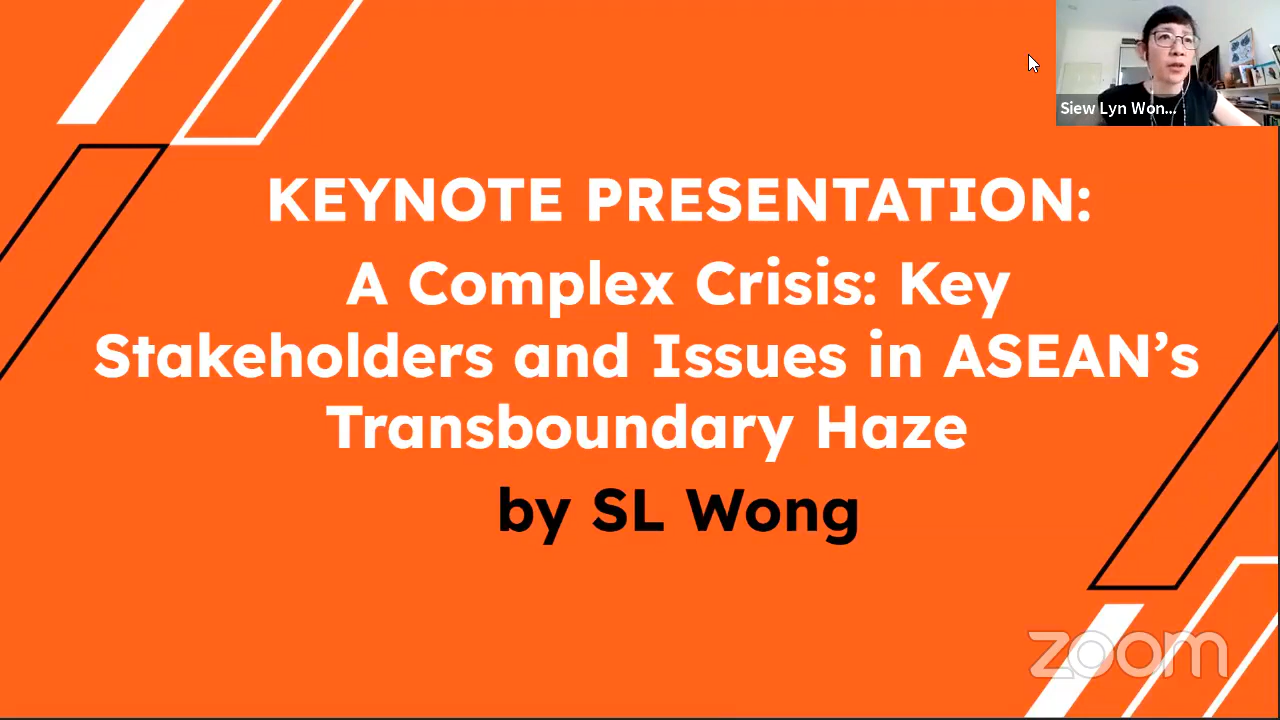 Siew Lyn Won...
KEYNOTE PRESENTATION:
A Complex Crisis: Key
Stakeholders and Issues in ASEAN’s
Transboundary Haze
by SL Wong
zoom